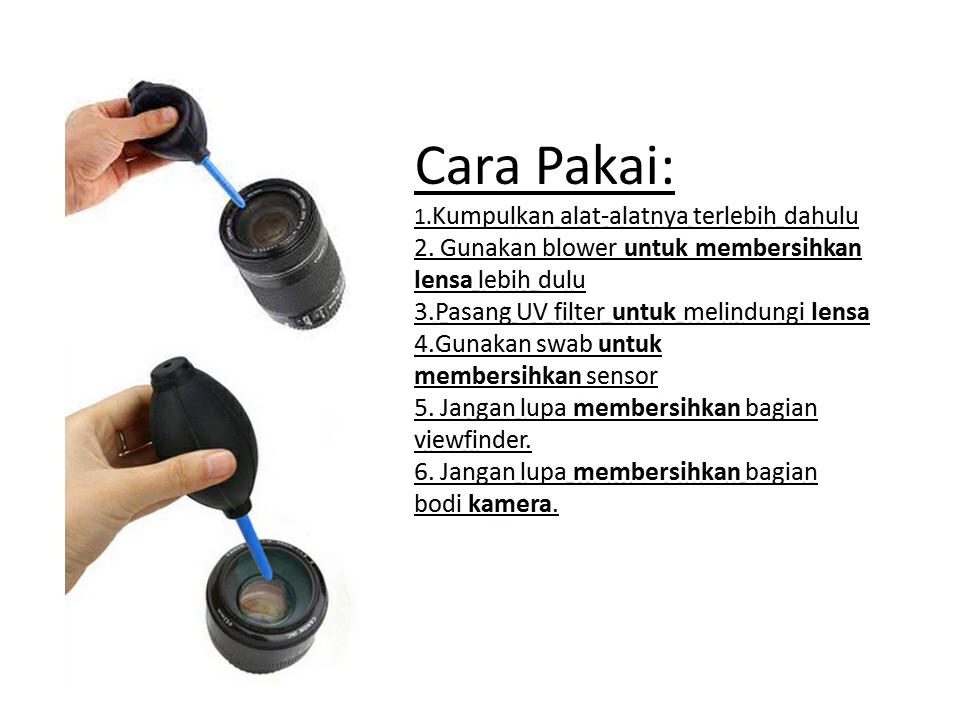 Cara Pakai:
1.Kumpulkan alat-alatnya terlebih dahulu
2. Gunakan blower untuk membersihkan
lensa lebih dulu
3.Pasang UV filter untuk melindungi lensa
4.Gunakan swab untuk
membersihkan sensor
5. Jangan lupa membersihkan bagian
viewfinder.
6. Jangan lupa membersihkan bagian
bodi kamera.
CANON INC.